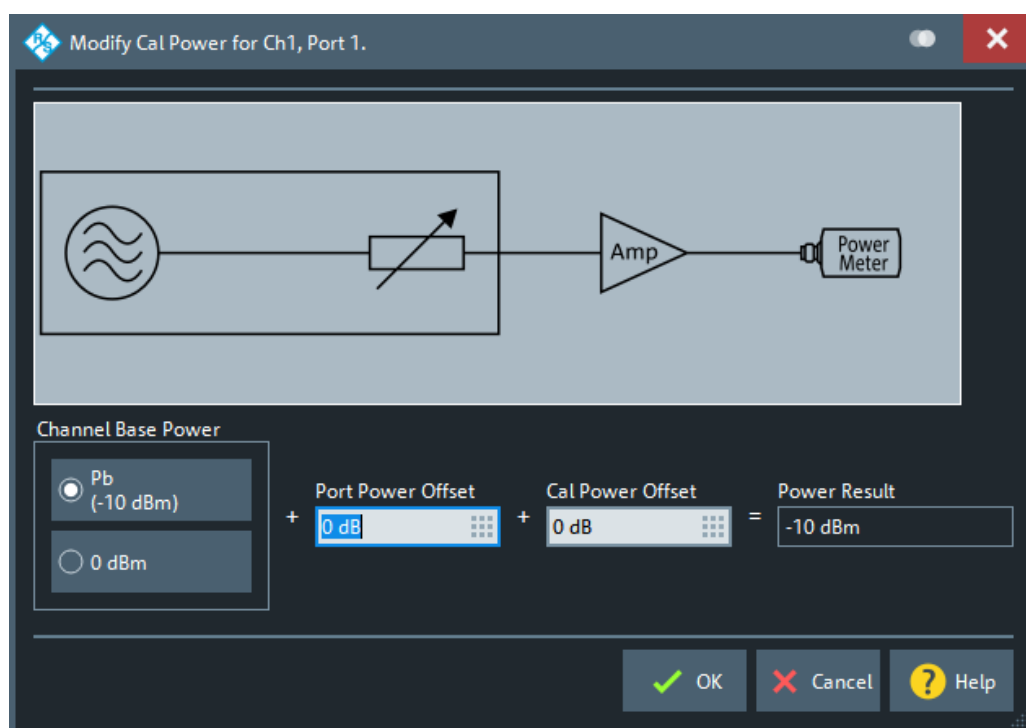 R&S
Modify Cal Power for Ch1, Port 1.
Amp
Power
Meter
Channel Base Power
Pb
(-10 dBm)
0 dBm
+
Port Power Offset
0 dB
+
Cal Power Offset
0 dB
=
Power Result
-10 dBm
OK
Cancel
? Help